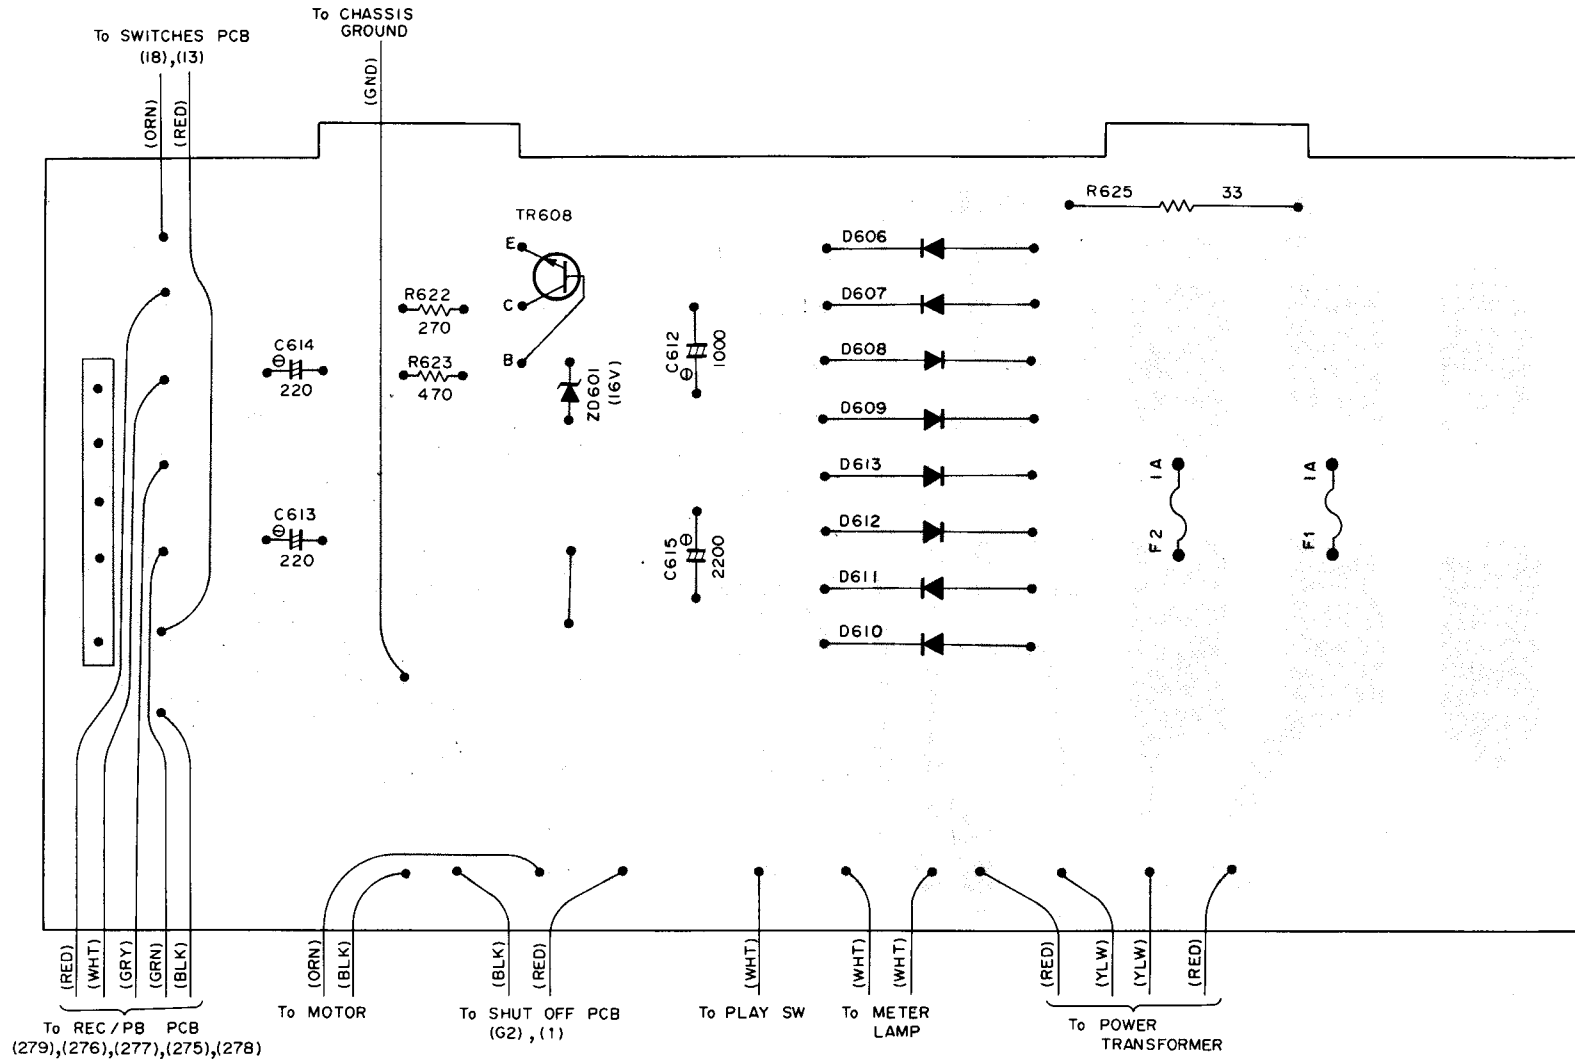 To CHASSIS
GROUND
To SWITCHES PCB
(18),(13)
(ORN)
(RED)
(GND)
R625 33
TR608
E
C
B
D606
D607
D608
D609
D613
D612
D611
D610
R622
270
R623
470
C614
⊖
220
C613
⊖
220
ZD601
(16V)
C612
⊖
1000
C615
⊖
2200
F2 1A
F1 1A
(RED)
(WHT)
(GRY)
(GRN)
(BLK)
(ORN)
(BLK)
(BLK)
(RED)
(WHT)
(WHT)
(WHT)
(RED)
(YLW)
(YLW)
(RED)
To REC/PB PCB
(279),(276),(277),(275),(278)
To MOTOR
To SHUT OFF PCB
(G2),(1)
To PLAY SW
To METER
LAMP
To POWER
TRANSFORMER